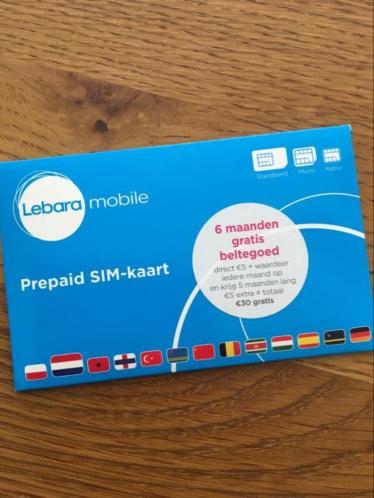 Lebara mobile
Standaard Micro Nano
Prepaid SIM-kaart
6 maanden
gratis
beltegoed
direct €5 + waardeer
iedere maand op
en krijg 5 maanden lang
€5 extra = totaal
€30 gratis